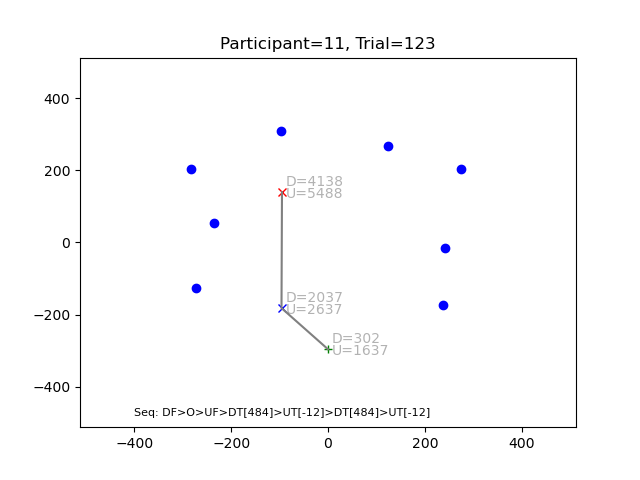 Participant=11, Trial=123
400
200
0
−200
−400
D=4138
U=5488
D=2037
U=2637
D=302
U=1637
Seq: DF>O>UF>DT[484]>UT[-12]>DT[484]>UT[-12]
−400 −200 0 200 400